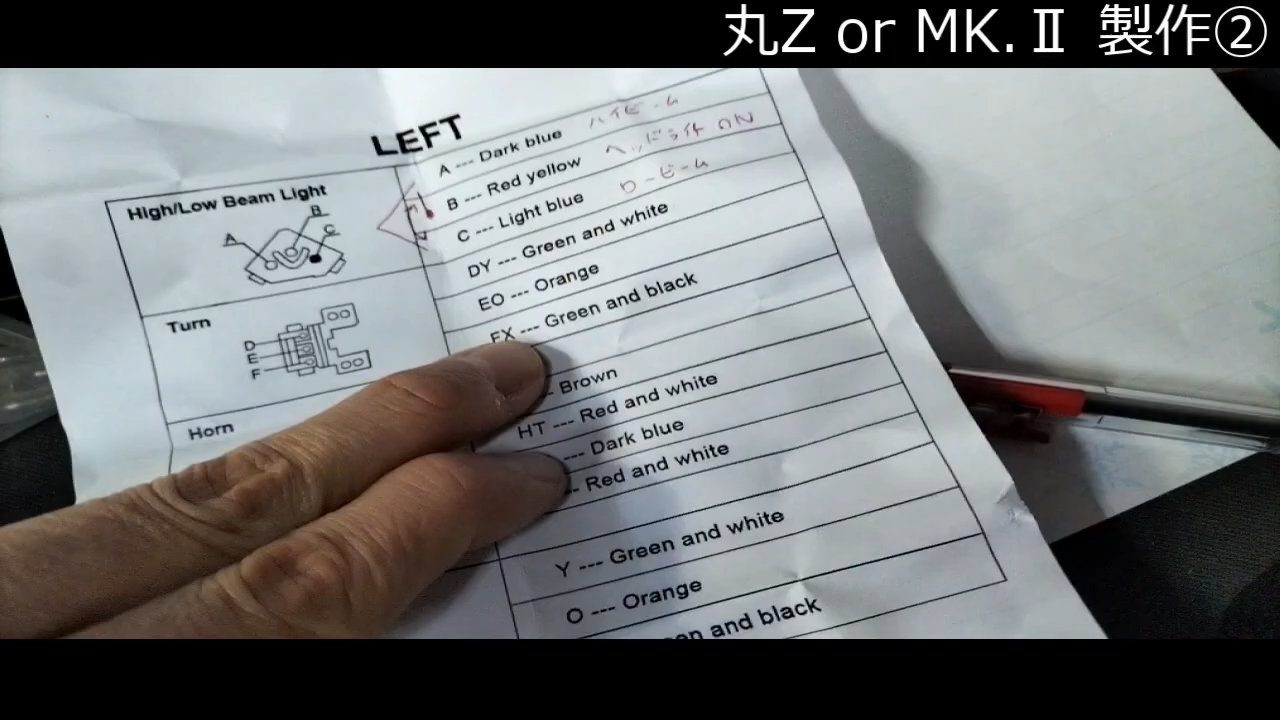 丸Z or MK.Ⅱ 製作②
LEFT
High/Low Beam Light
A
B
C
Turn
D
E
F
Horn
A --- Dark blue ハイビーム
B --- Red yellow ヘッドライト ON
C --- Light blue ロービーム
DY --- Green and white
EO --- Orange
FX --- Green and black
Brown
HT --- Red and white
--- Dark blue
Red and white
Y --- Green and white
O --- Orange
and black